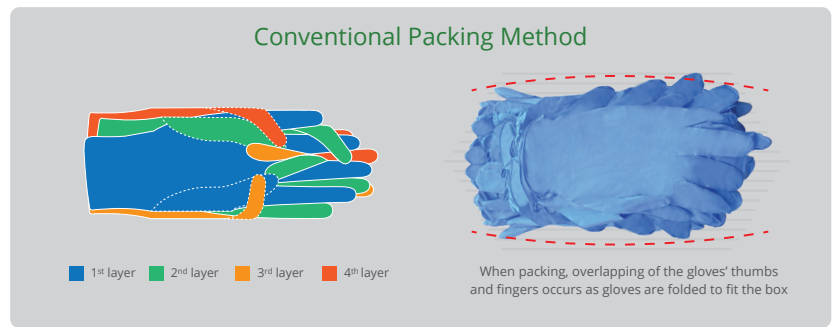 Conventional Packing Method
1st layer
2nd layer
3rd layer
4th layer
When packing, overlapping of the gloves’ thumbs
and fingers occurs as gloves are folded to fit the box